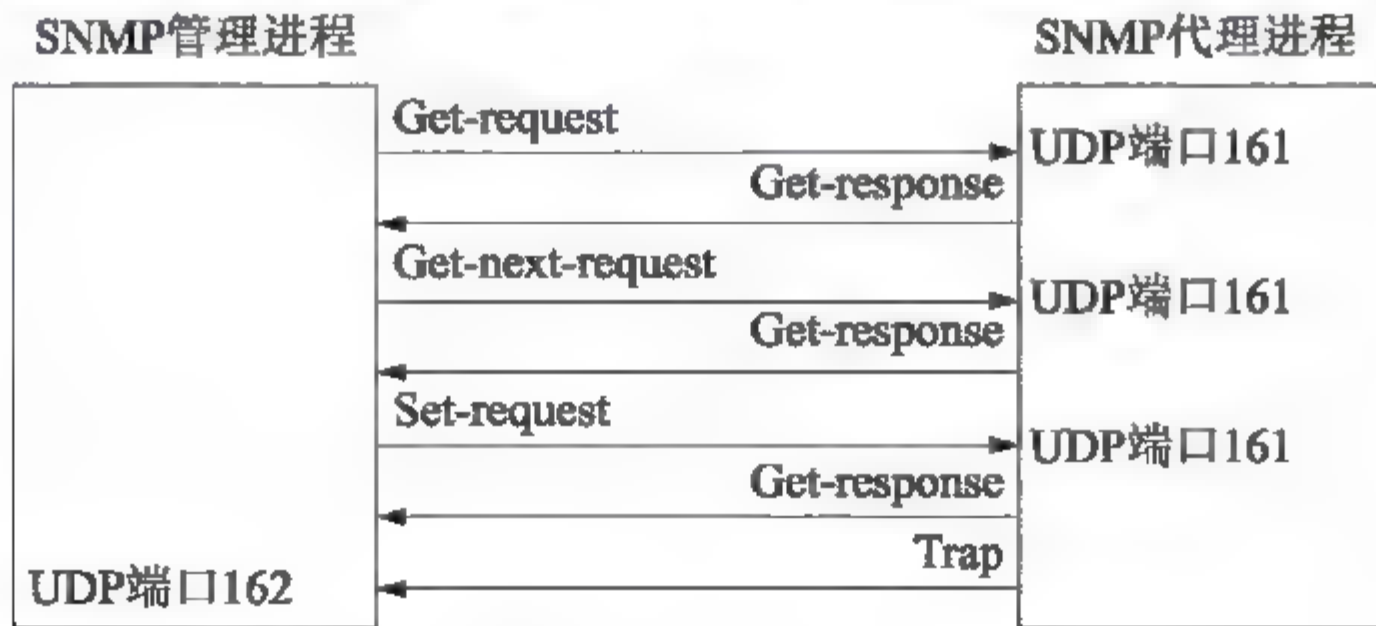 SNMP管理进程
SNMP代理进程
Get-request
UDP端口161
Get-response
Get-next-request
UDP端口161
Get-response
Set-request
UDP端口161
Get-response
Trap
UDP端口162